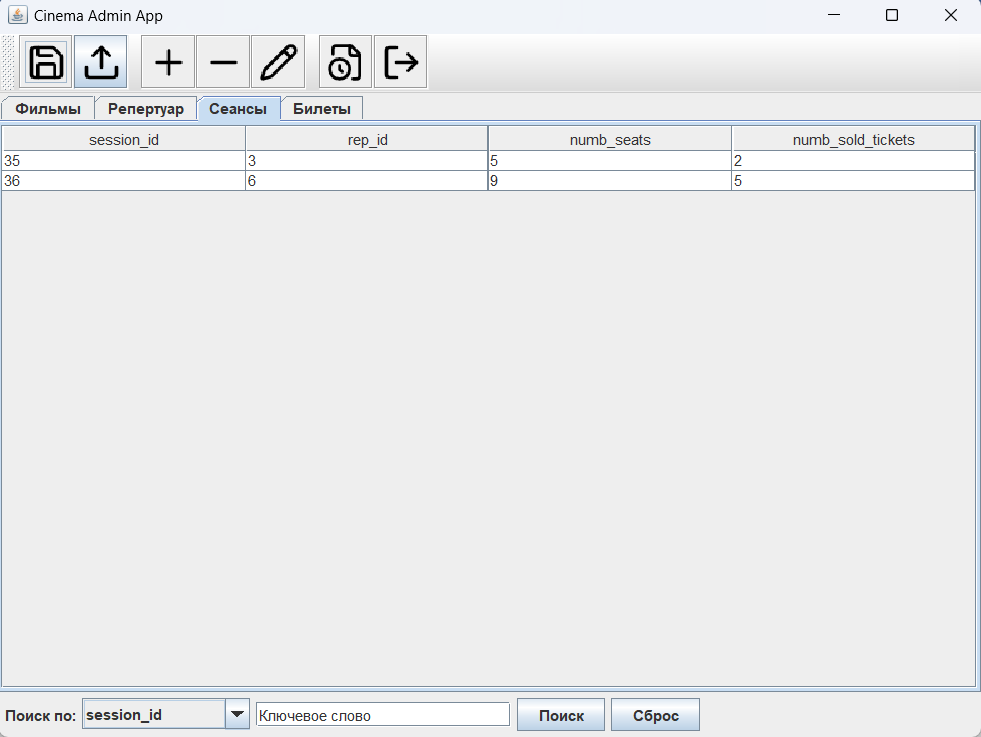 Cinema Admin App
Фильмы Репертуар Сеансы Билеты
session_id rep_id numb_seats numb_sold_tickets
35 3 5 2
36 6 9 5
Поиск по: session_id Ключевое слово Поиск Сброс